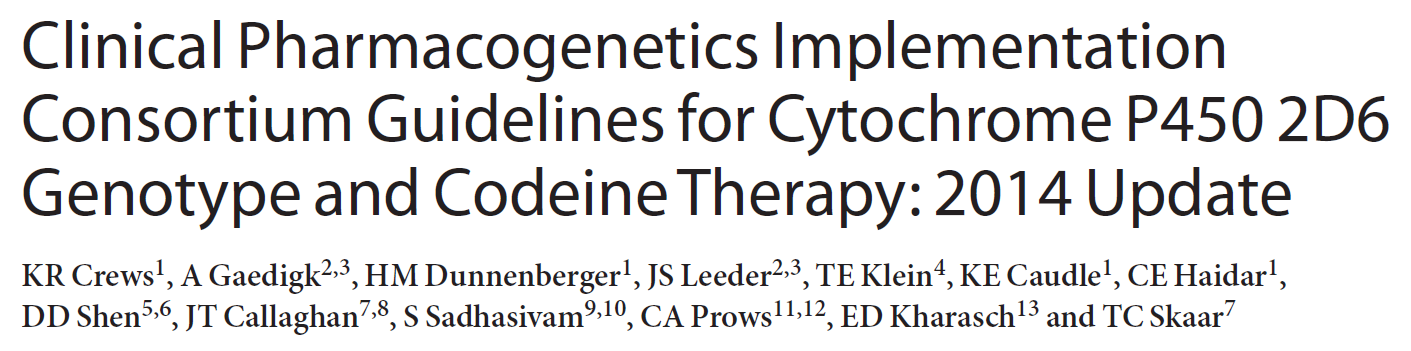 Clinical Pharmacogenetics Implementation
Consortium Guidelines for Cytochrome P450 2D6
Genotype and Codeine Therapy: 2014 Update
KR Crews1, A Gaedigk2,3, HM Dunnenberger1, JS Leeder2,3, TE Klein4, KE Caudle1, CE Haidar1,
DD Shen5,6, JT Callaghan7,8, S Sadhasivam9,10, CA Prows11,12, ED Kharasch13 and TC Skaar7